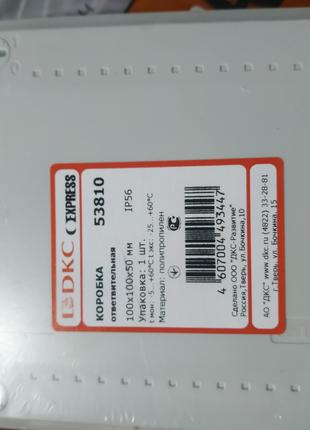 DKC EXPRESS
КОРОБКА 53810
ответвительная
100x100x50 мм IP56
Упаковка: 1 шт.
t мон -5...+60°C t экс: -25...+60°C
Материал: полипропилен
4 607004 493447
Сделано ООО "ДКС-Развитие"
Россия,Тверь, ул.Бочкина,10
АО "ДКС" www.dkc.ru (4822) 33-28-81
г.Тверь, ул. Бочкина, 15